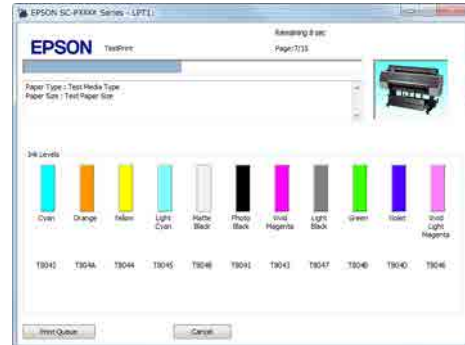 EPSON SC-PXXXX Series - LPT1:
Remaining 8 sec
EPSON TestPrint Page:7/15
Paper Type : Test Media Type
Paper Size : Test Paper Size
Ink Levels
Cyan Orange Yellow Light Cyan Matte Black Photo Black Vivid Magenta Light Black Green Violet Vivid Light Magenta
T8042 T804A T8044 T8045 T8048 T8041 T8043 T8047 T804B T804D T8046
Print Queue Cancel